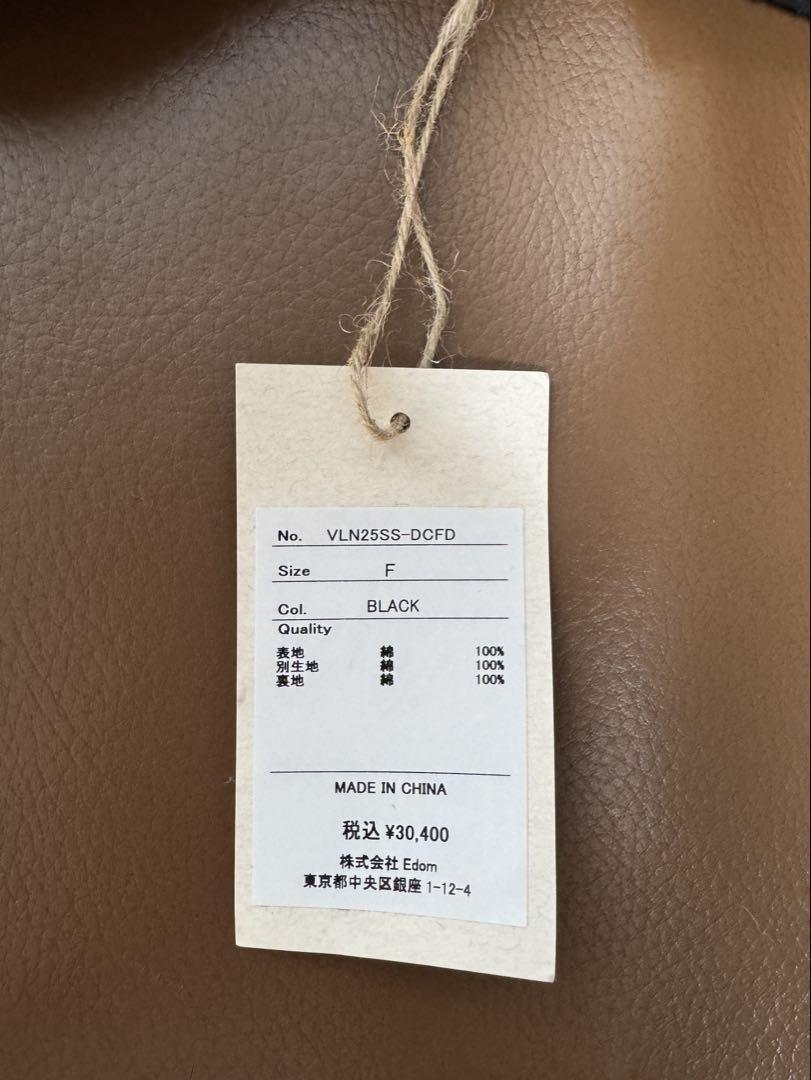 No. VLN25SS-DCFD
Size F
Col. BLACK
Quality
表地 綿 100%
別生地 綿 100%
裏地 綿 100%
MADE IN CHINA
税込 ¥30,400
株式会社 Edom
東京都中央区銀座 1-12-4